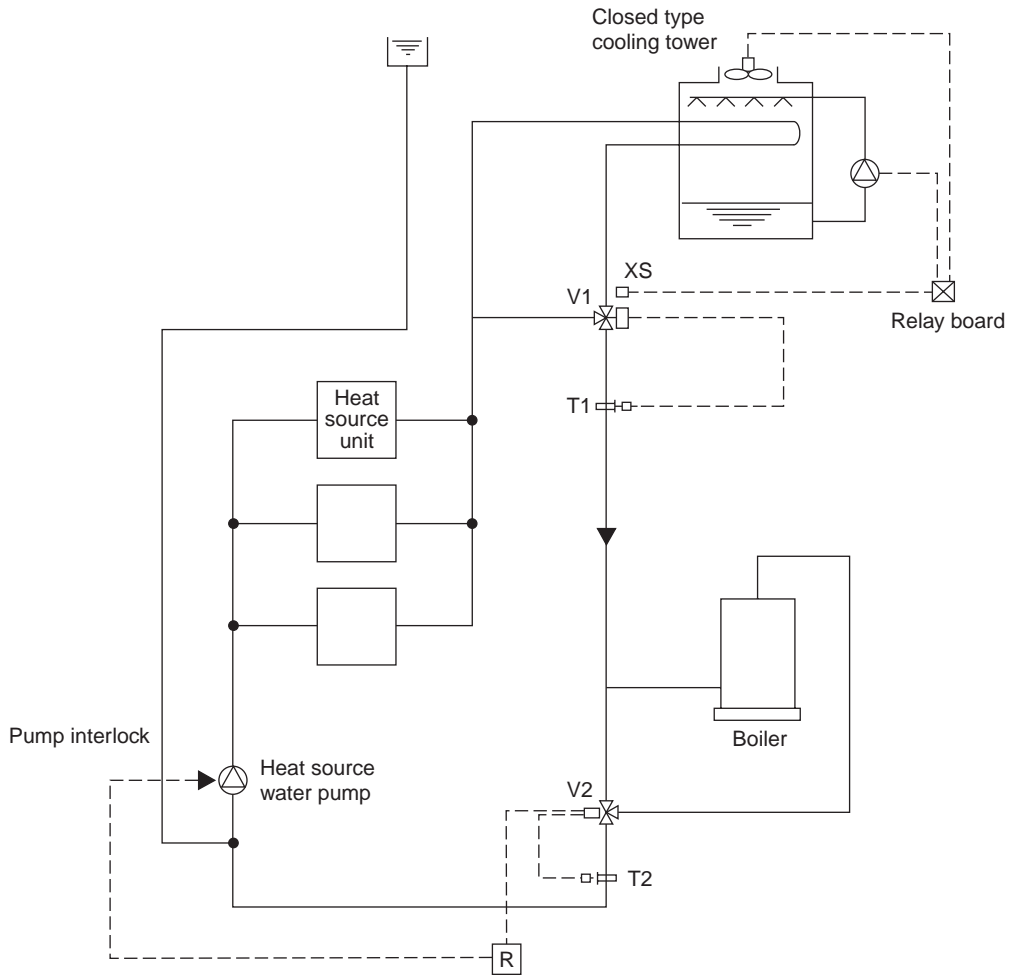 Closed type
cooling tower
XS
V1
Relay board
Heat
source
unit
T1
Boiler
Pump interlock
Heat source
water pump
V2
T2
R